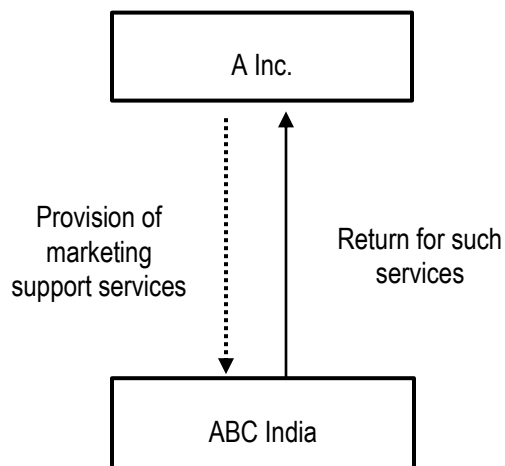 A Inc.
Provision of
marketing
support services
Return for such
services
ABC India